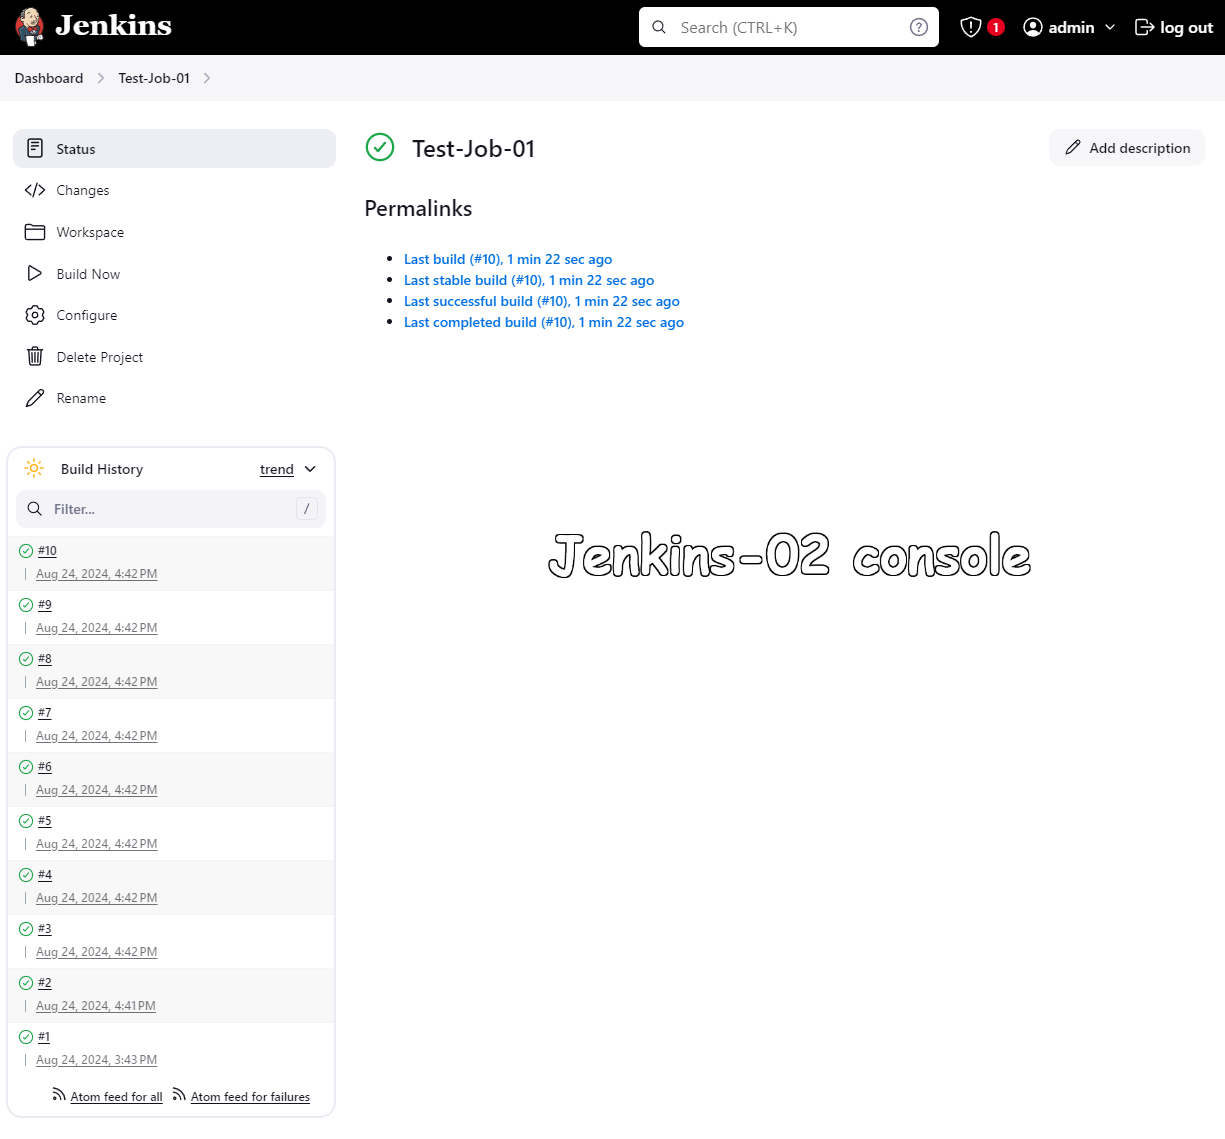 Jenkins
Search (CTRL+K)
1
admin
log out
Dashboard
Test-Job-01
Status
Changes
Workspace
Build Now
Configure
Delete Project
Rename
Test-Job-01
Add description
Permalinks
Last build (#10), 1 min 22 sec ago
Last stable build (#10), 1 min 22 sec ago
Last successful build (#10), 1 min 22 sec ago
Last completed build (#10), 1 min 22 sec ago
Build History
trend
Filter...
/
#10
Aug 24, 2024, 4:42 PM
#9
Aug 24, 2024, 4:42 PM
#8
Aug 24, 2024, 4:42 PM
#7
Aug 24, 2024, 4:42 PM
#6
Aug 24, 2024, 4:42 PM
#5
Aug 24, 2024, 4:42 PM
#4
Aug 24, 2024, 4:42 PM
#3
Aug 24, 2024, 4:42 PM
#2
Aug 24, 2024, 4:41 PM
#1
Aug 24, 2024, 3:43 PM
Atom feed for all
Atom feed for failures
Jenkins-02 console